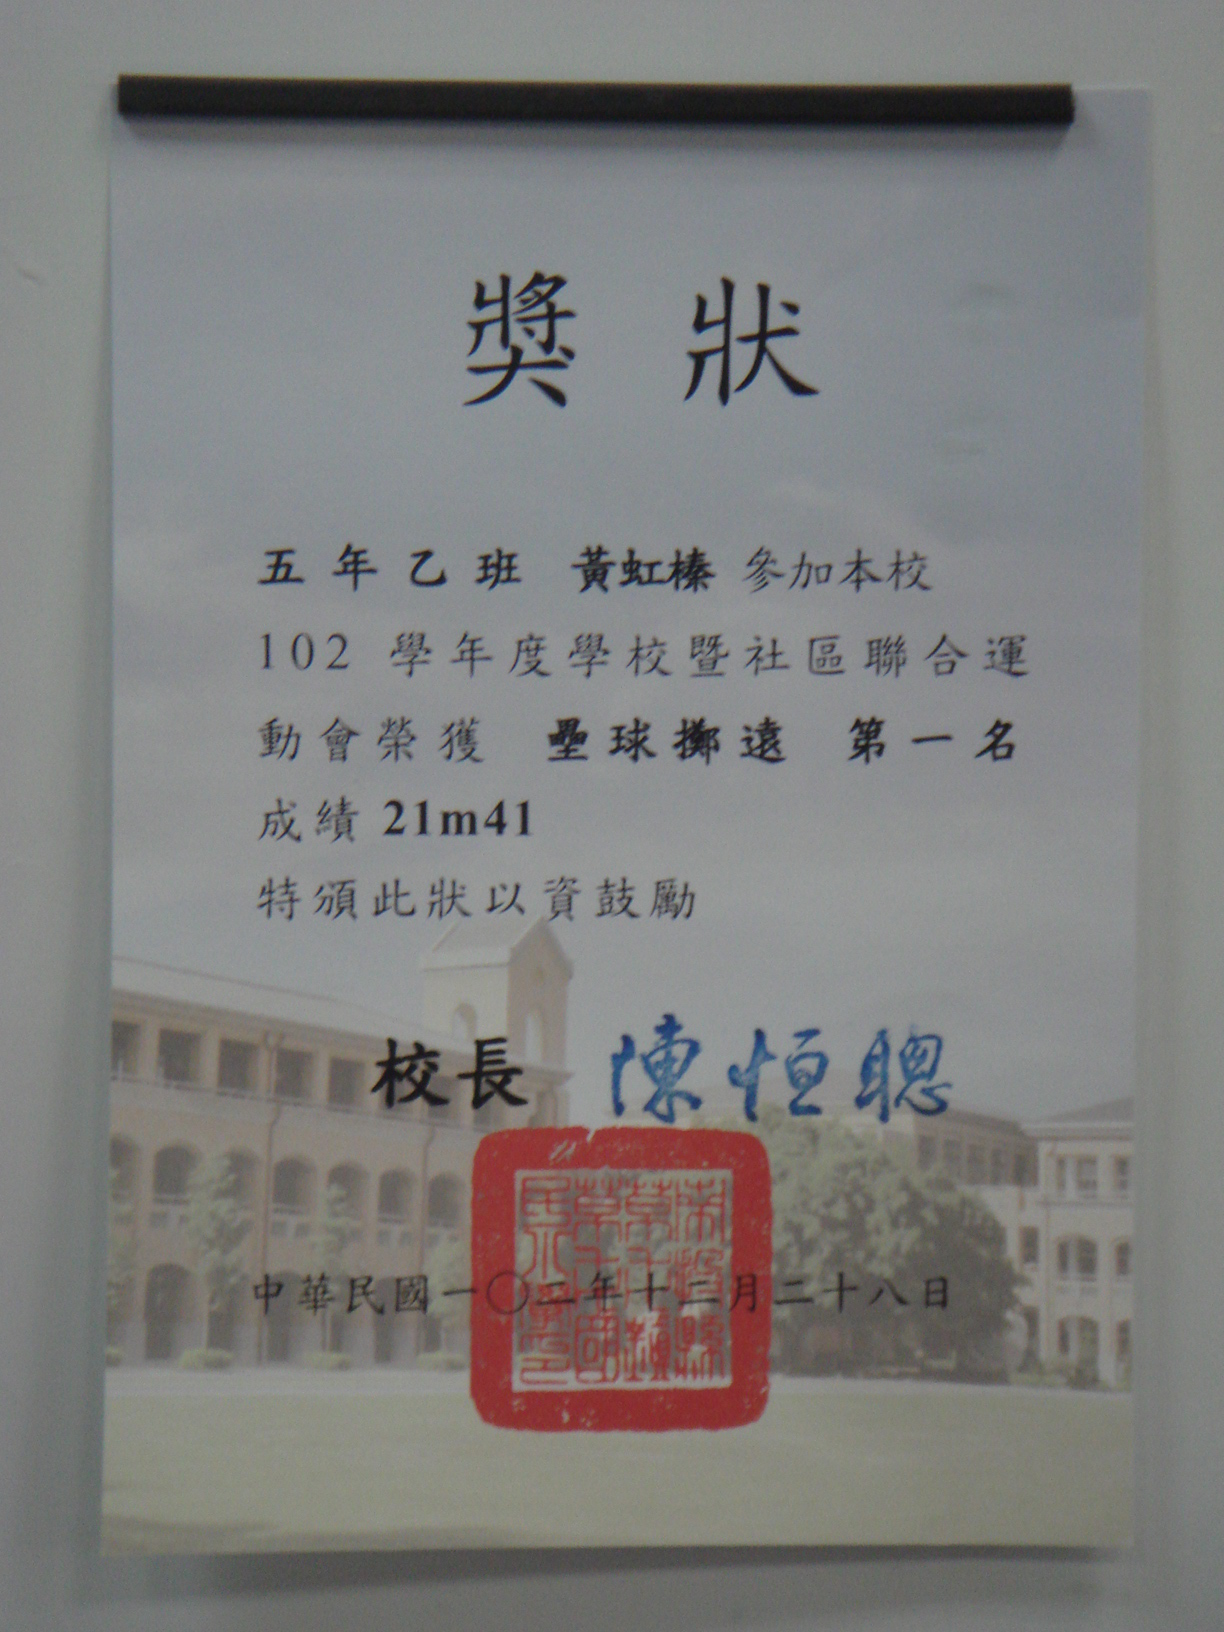 獎狀
五年乙班 黃虹榛 參加本校
102 學年度學校暨社區聯合運
動會榮獲 壘球擲遠 第一名
成績 21m41
特頒此狀以資鼓勵
校長 陳恒聰
中華民國一〇二年十二月二十八日